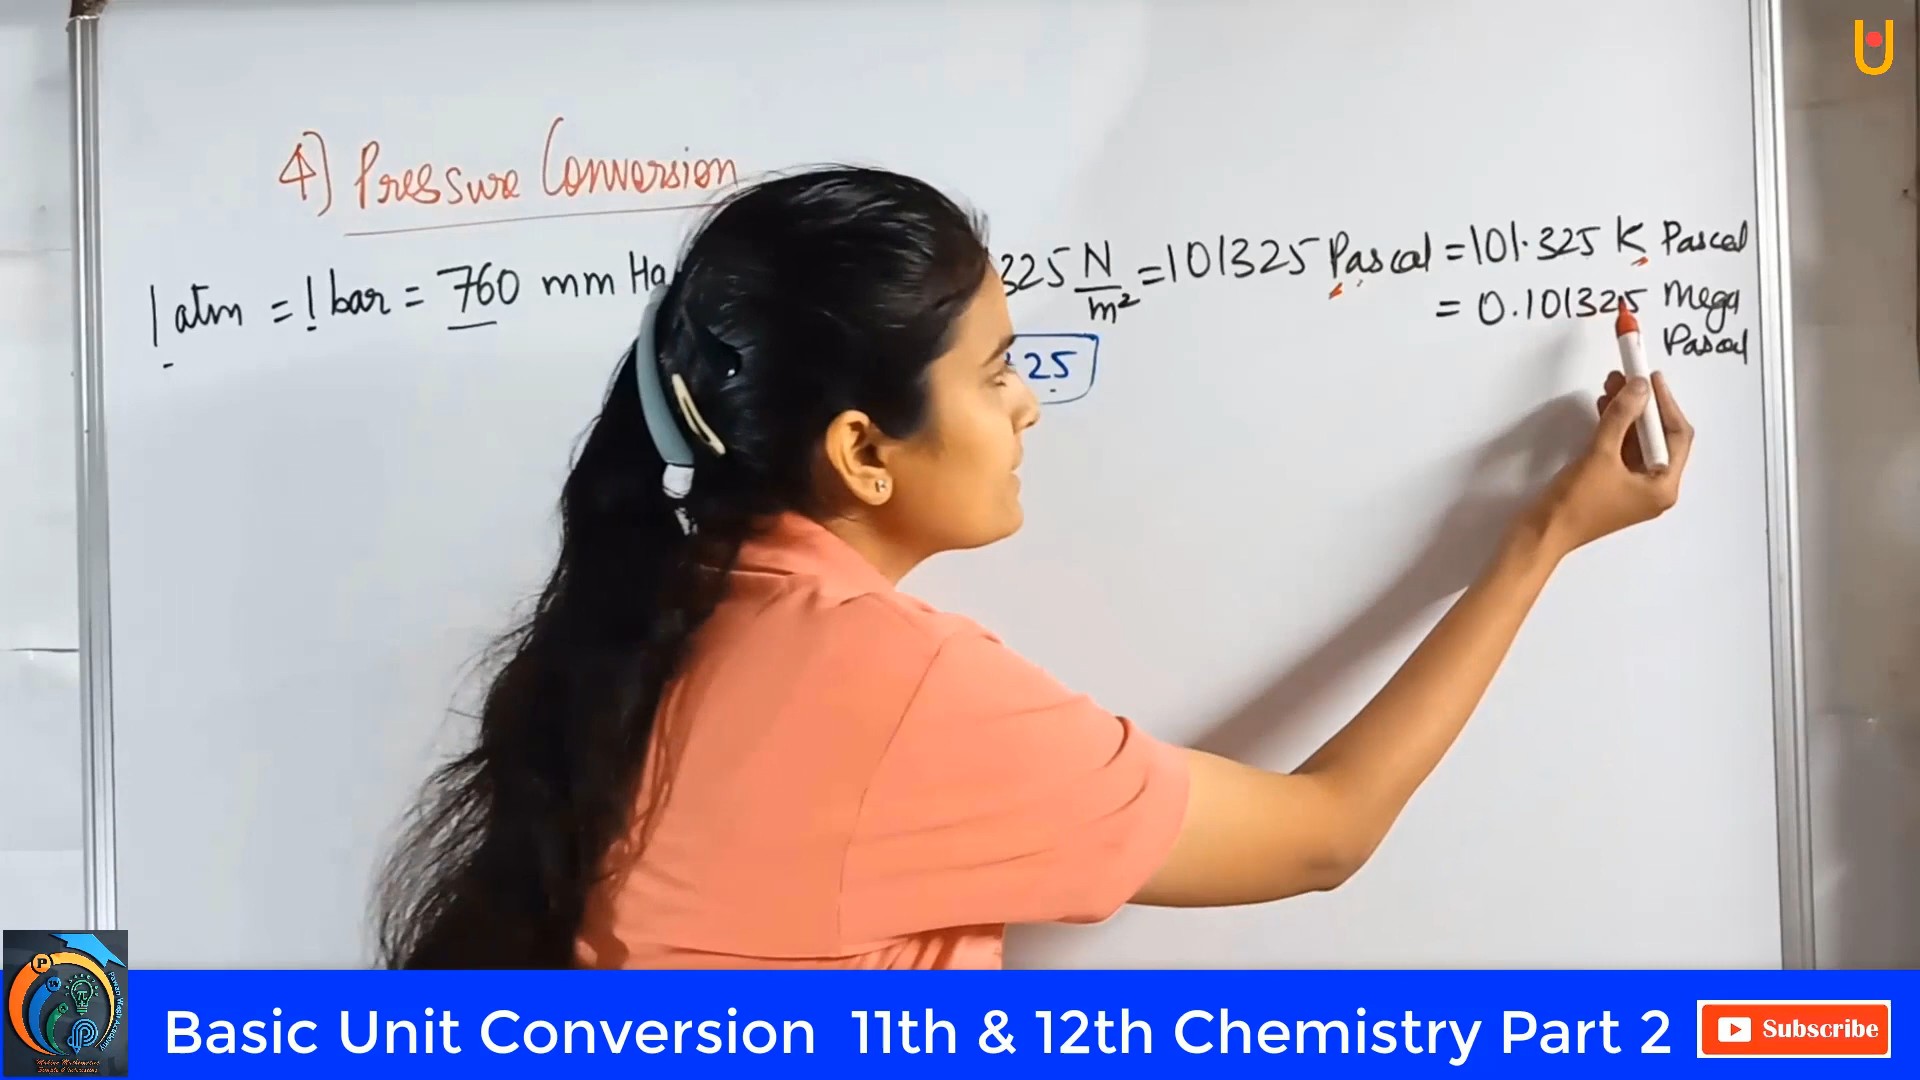 4) Pressure Conversion
1 atm = 1 bar = 760 mm Hg 325 N/m² = 101325 Pascal = 101.325 K Pascal
= 0.101325 Mega Pascal
25
Basic Unit Conversion 11th & 12th Chemistry Part 2
Subscribe